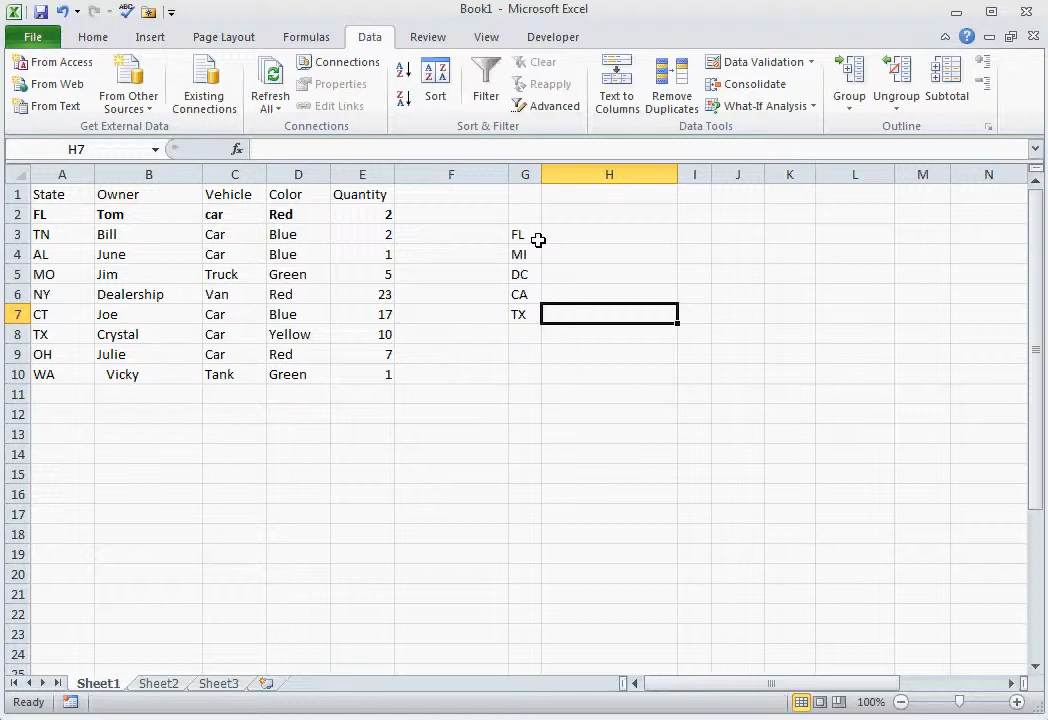 Book1 - Microsoft Excel
File Home Insert Page Layout Formulas Data Review View Developer
From Access
From Web
From Text
From Other Sources
Existing Connections
Get External Data
Refresh All
Connections
Properties
Edit Links
Connections
Sort
Filter
Clear
Reapply
Advanced
Sort & Filter
Text to Columns
Remove Duplicates
Data Validation
Consolidate
What-If Analysis
Data Tools
Group
Ungroup
Subtotal
Outline
H7 fx
A B C D E F G H I J K L M N
1 State Owner Vehicle Color Quantity
2 FL Tom car Red 2
3 TN Bill Car Blue 2 FL
4 AL June Car Blue 1 MI
5 MO Jim Truck Green 5 DC
6 NY Dealership Van Red 23 CA
7 CT Joe Car Blue 17 TX
8 TX Crystal Car Yellow 10
9 OH Julie Car Red 7
10 WA Vicky Tank Green 1
11
12
13
14
15
16
17
18
19
20
21
22
23
24
25
Sheet1 Sheet2 Sheet3
Ready 100%